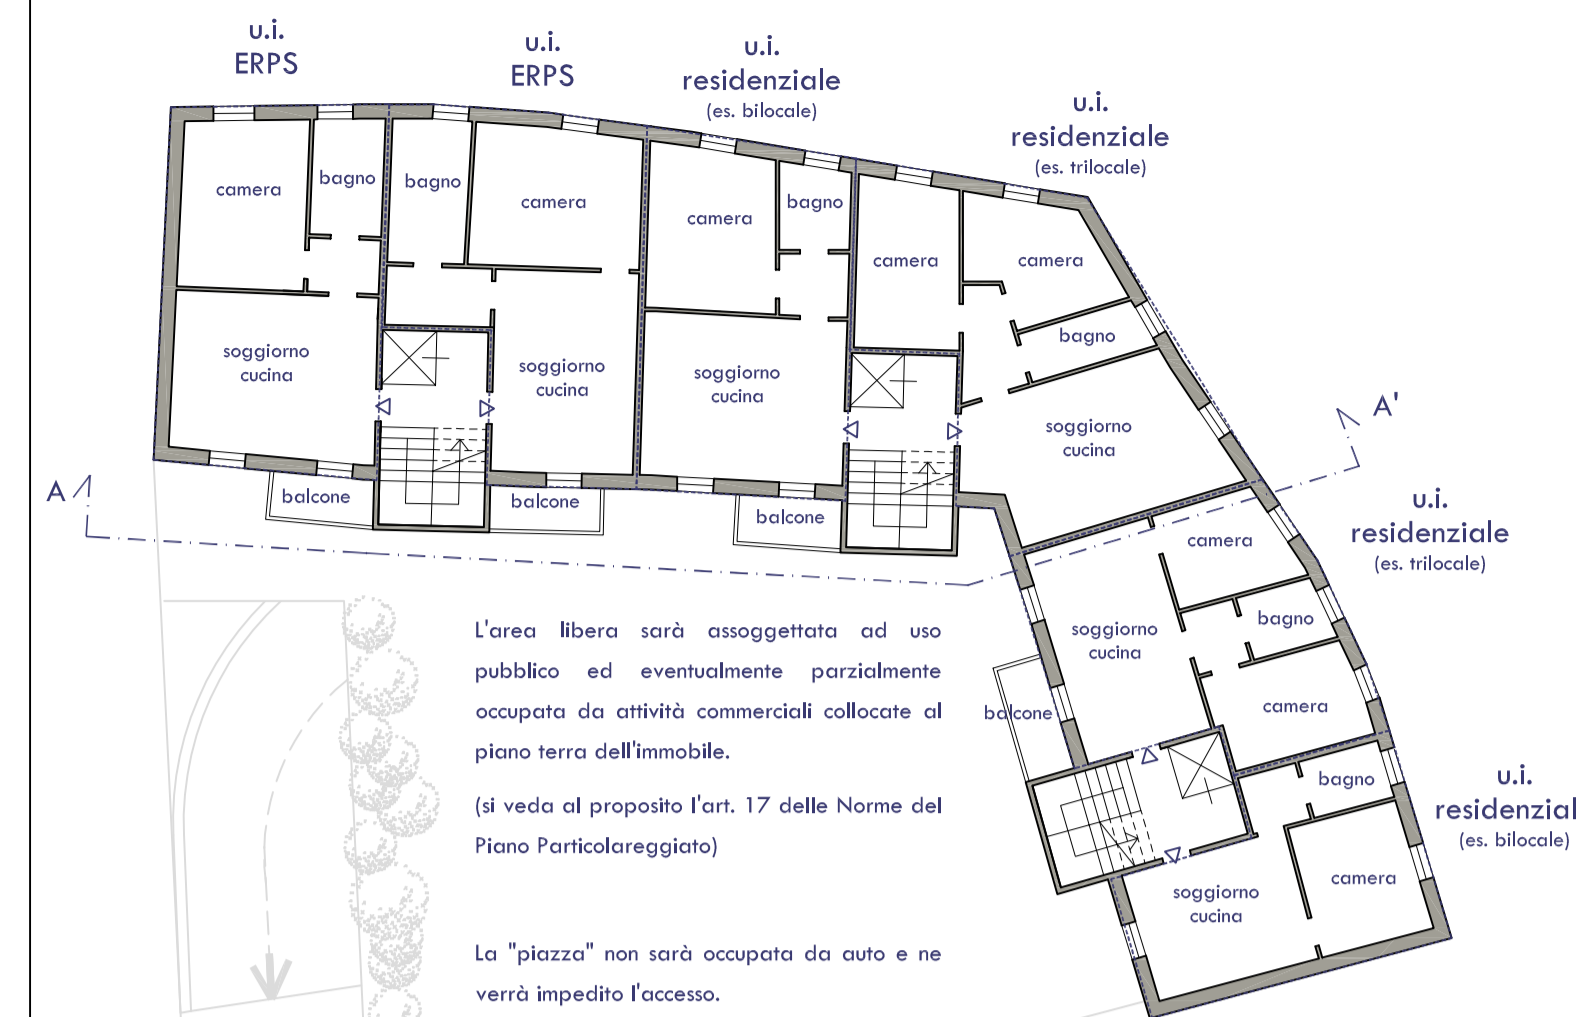 u.i.
ERPS
u.i.
ERPS
u.i.
residenziale
(es. bilocale)
u.i.
residenziale
(es. trilocale)
camera
bagno
bagno
camera
camera
bagno
camera
camera
bagno
soggiorno
cucina
soggiorno
cucina
soggiorno
cucina
soggiorno
cucina
A'
A
balcone
balcone
balcone
u.i.
residenziale
(es. trilocale)
camera
bagno
soggiorno
cucina
camera
balcone
L'area libera sarà assoggettata ad uso
pubblico ed eventualmente parzialmente
occupata da attività commerciali collocate al
piano terra dell'immobile.
(si veda al proposito l'art. 17 delle Norme del
Piano Particolareggiato)
La "piazza" non sarà occupata da auto e ne
verrà impedito l'accesso.
u.i.
residenzial
(es. bilocale)
bagno
camera
soggiorno
cucina